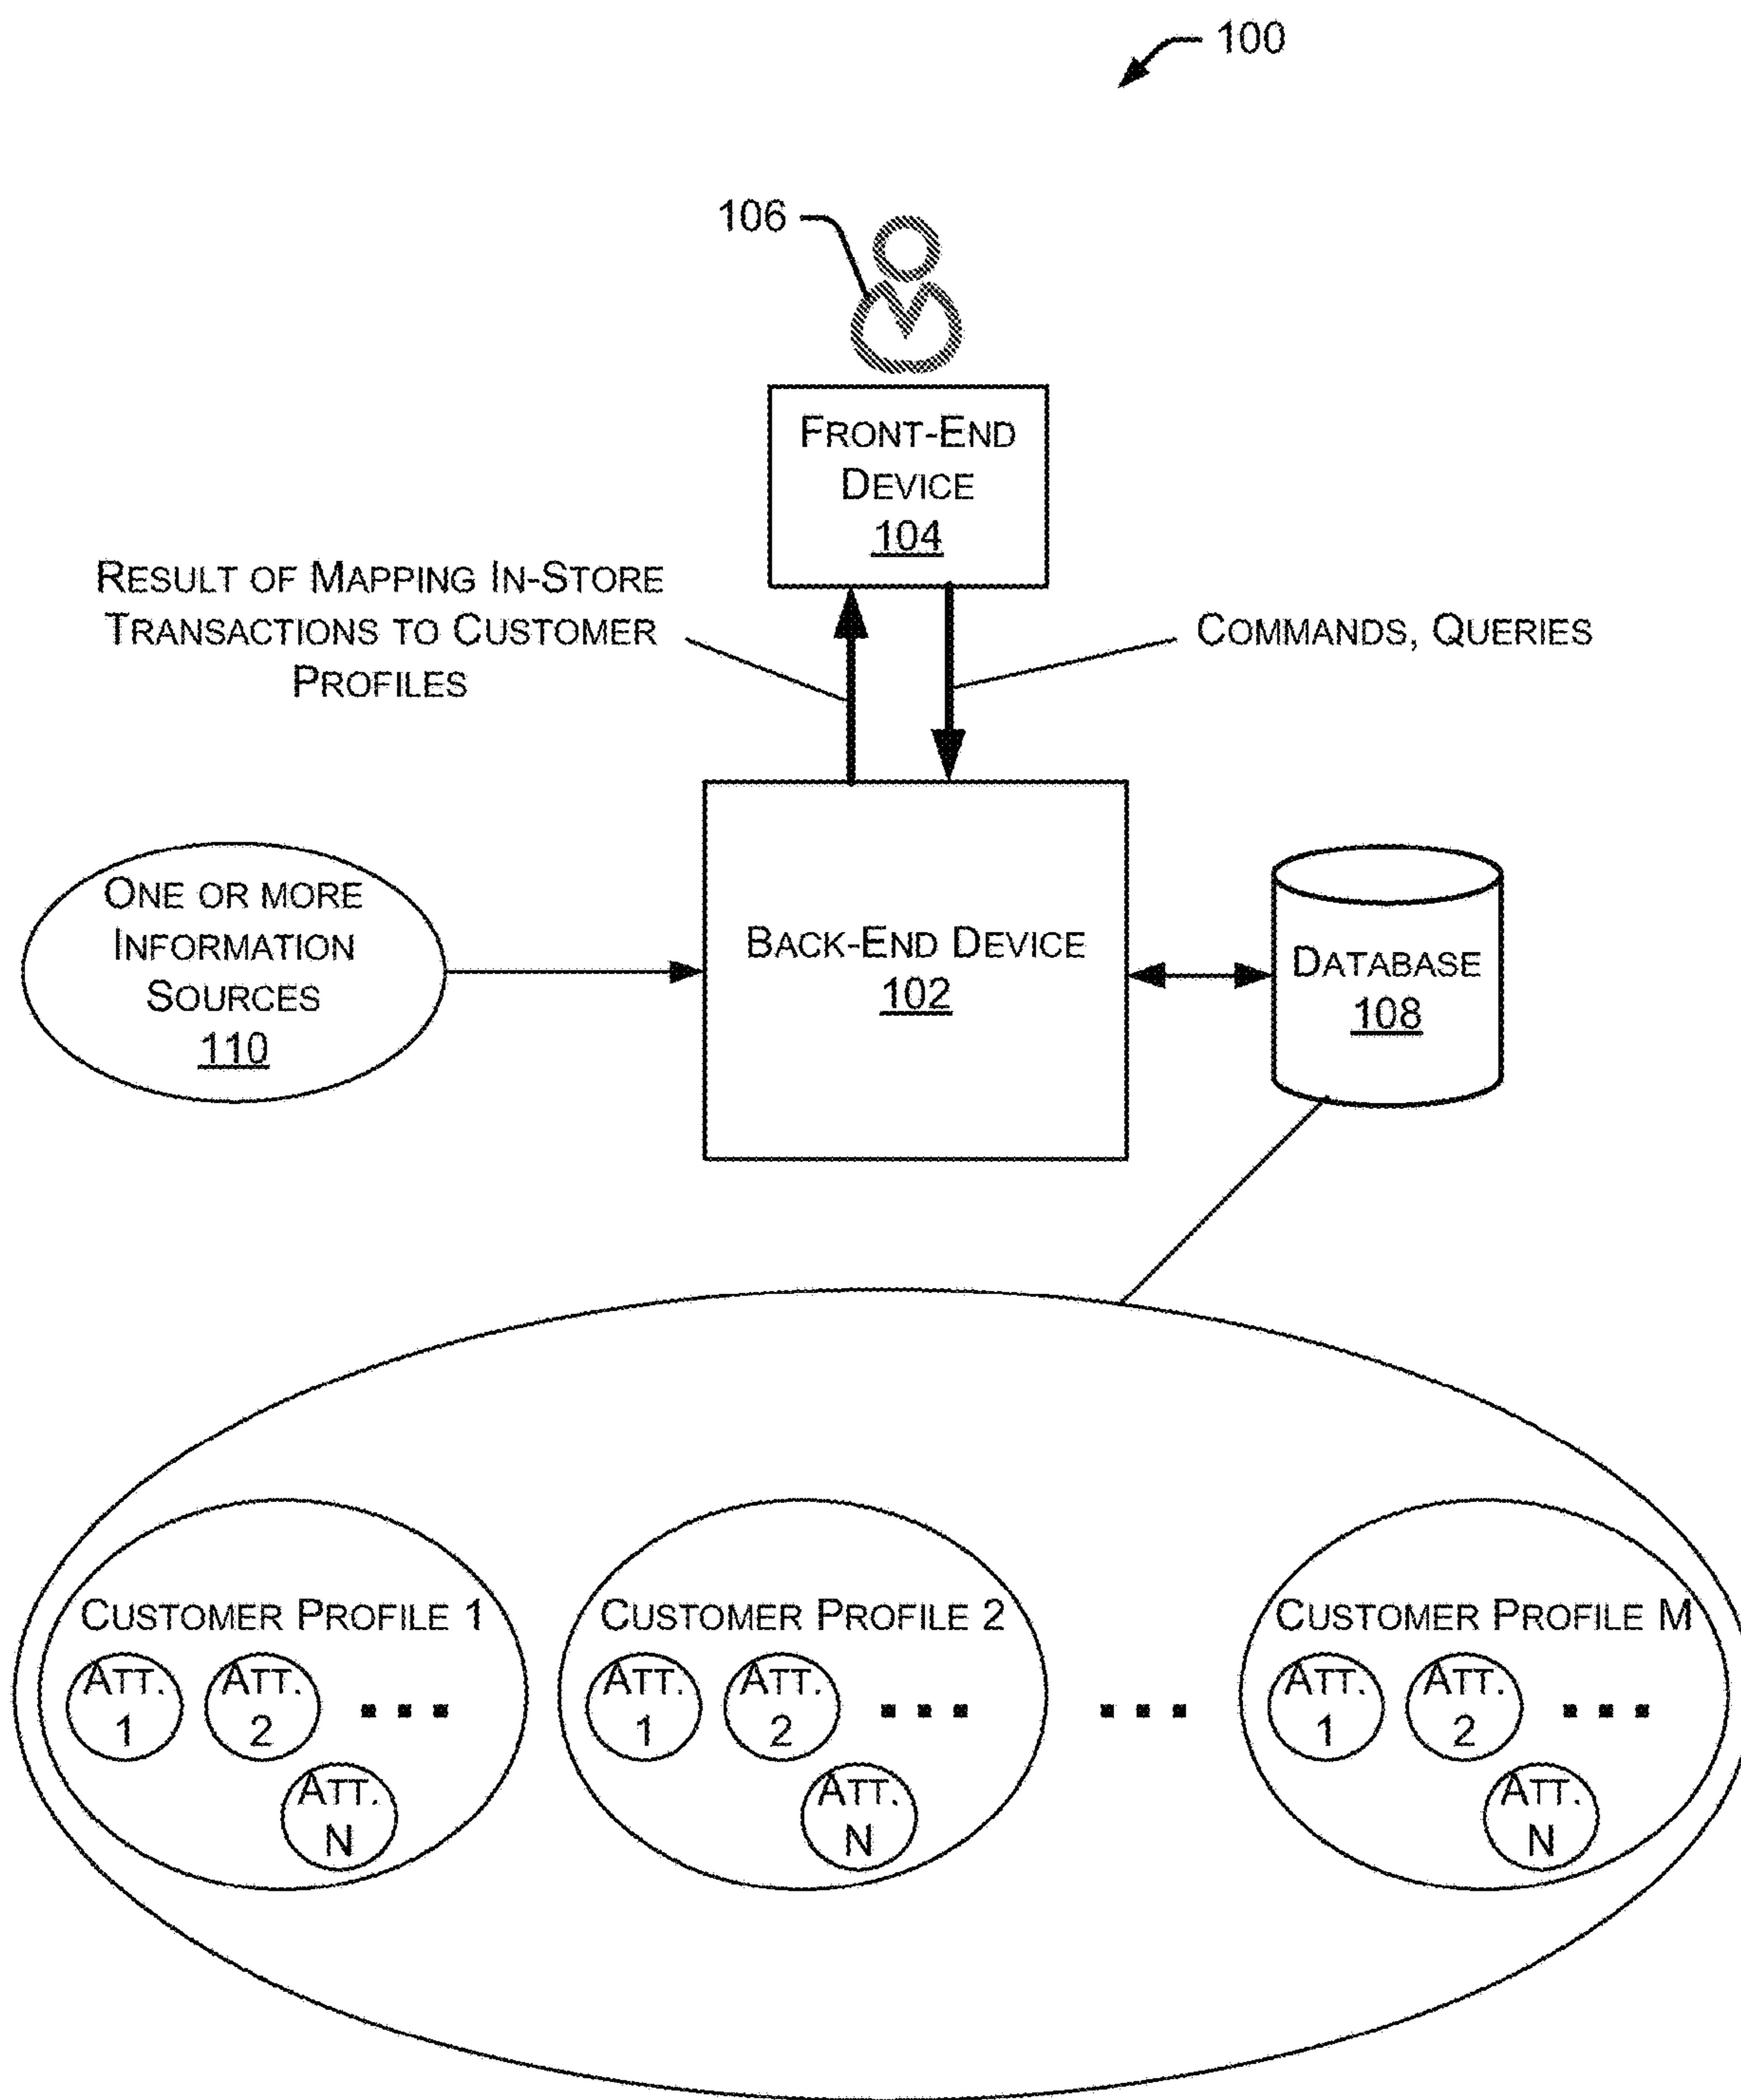 100
106
FRONT-END
DEVICE
104
RESULT OF MAPPING IN-STORE
TRANSACTIONS TO CUSTOMER
PROFILES
COMMANDS, QUERIES
ONE OR MORE
INFORMATION
SOURCES
110
BACK-END DEVICE
102
DATABASE
108
CUSTOMER PROFILE 1
ATT.
1
ATT.
2
...
ATT.
N
CUSTOMER PROFILE 2
ATT.
1
ATT.
2
...
ATT.
N
...
CUSTOMER PROFILE M
ATT.
1
ATT.
2
...
ATT.
N